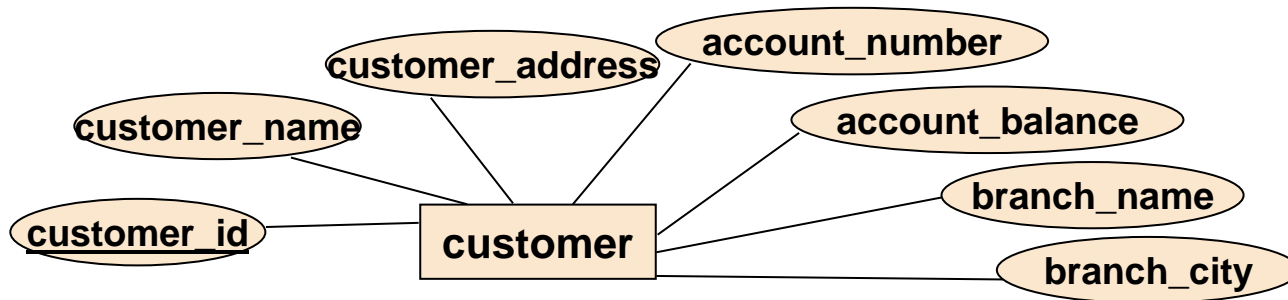 account_number
customer_address
customer_name
account_balance
branch_name
customer_id
customer
branch_city